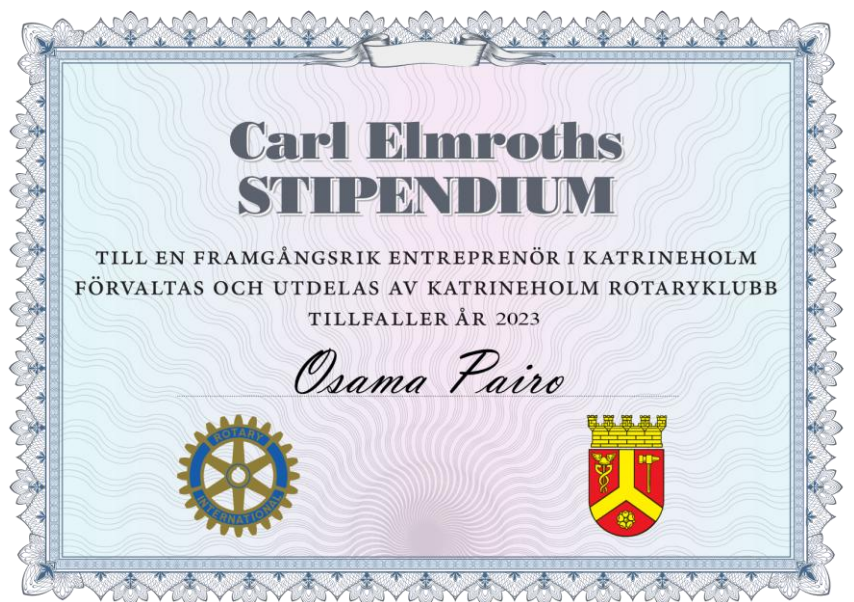 Carl Elmroths
STIPENDIUM
TILL EN FRAMGÅNGSRIK ENTREPRENÖR I KATRINEHOLM
FÖRVALTAS OCH UTDELAS AV KATRINEHOLM ROTARYKLUBB
TILLFALLER ÅR 2023
Osama Pairo
ROTARY
INTERNATIONAL